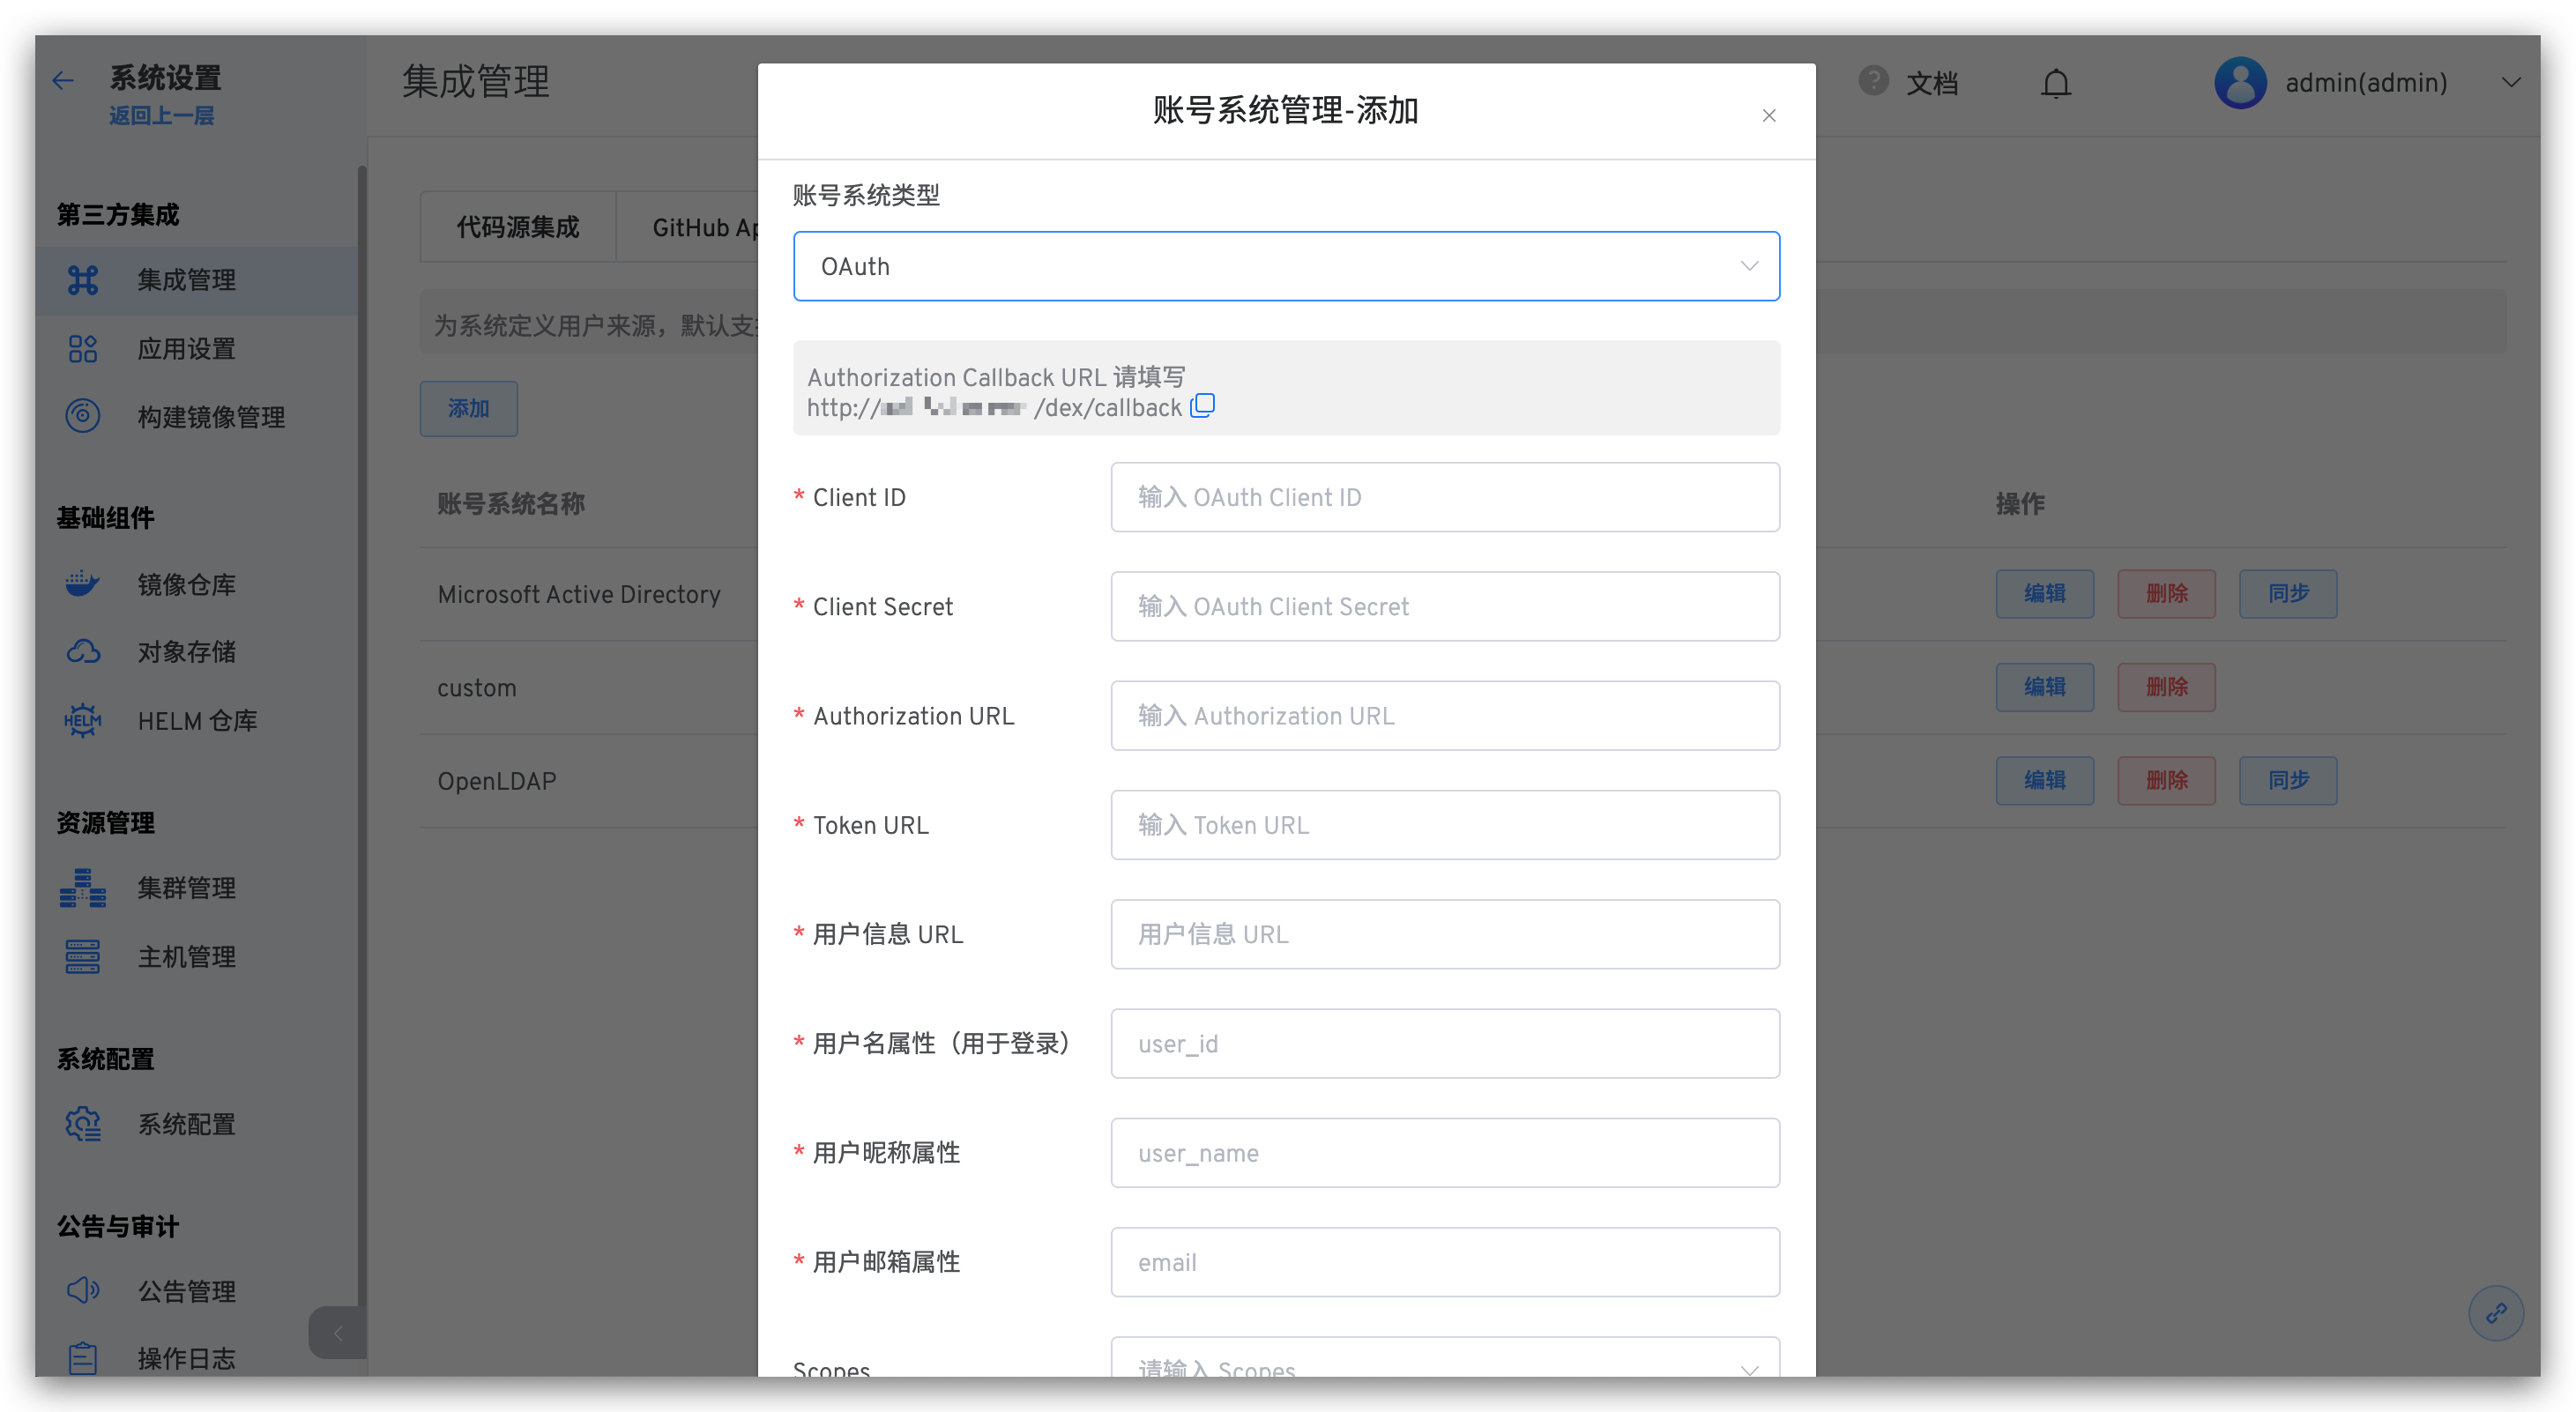 系统设置
返回上一层
第三方集成
集成管理
应用设置
构建镜像管理
基础组件
镜像仓库
对象存储
HELM
HELM 仓库
资源管理
集群管理
主机管理
系统配置
系统配置
公告与审计
公告管理
操作日志
集成管理
文档
admin(admin)
代码源集成
GitHub Ap
为系统定义用户来源，默认支
添加
账号系统名称
操作
Microsoft Active Directory
编辑 删除 同步
custom
编辑 删除
OpenLDAP
编辑 删除 同步
账号系统管理-添加
账号系统类型
OAuth
Authorization Callback URL 请填写
http:// /dex/callback
* Client ID
输入 OAuth Client ID
* Client Secret
输入 OAuth Client Secret
* Authorization URL
输入 Authorization URL
* Token URL
输入 Token URL
* 用户信息 URL
用户信息 URL
* 用户名属性（用于登录）
user_id
* 用户昵称属性
user_name
* 用户邮箱属性
email
Scopes
请输入 Scopes